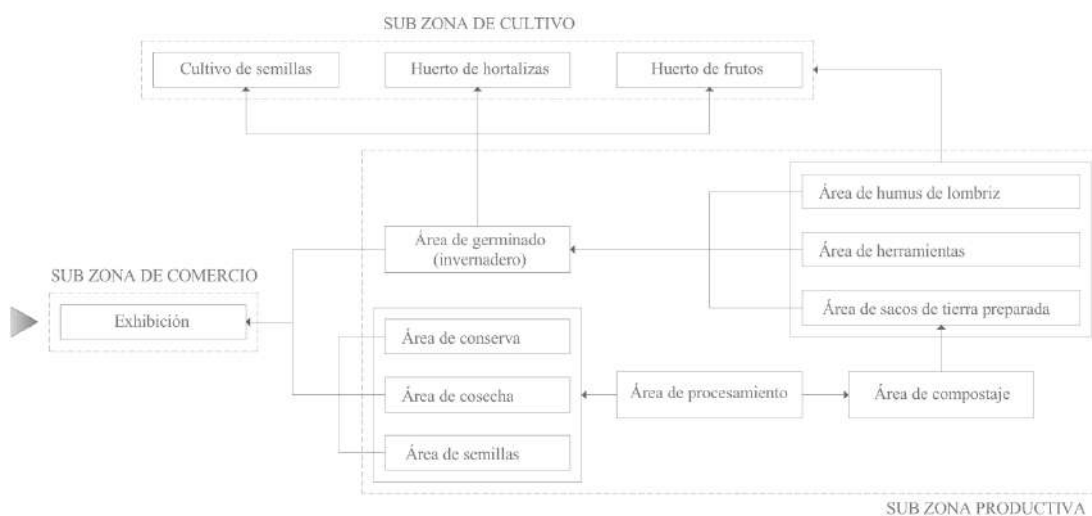 SUB ZONA DE CULTIVO
Cultivo de semillas
Huerto de hortalizas
Huerto de frutos
Área de humus de lombriz
Área de germinado
(invernadero)
Área de herramientas
SUB ZONA DE COMERCIO
Exhibición
Área de sacos de tierra preparada
Área de conserva
Área de cosecha
Área de procesamiento
Área de compostaje
Área de semillas
SUB ZONA PRODUCTIVA